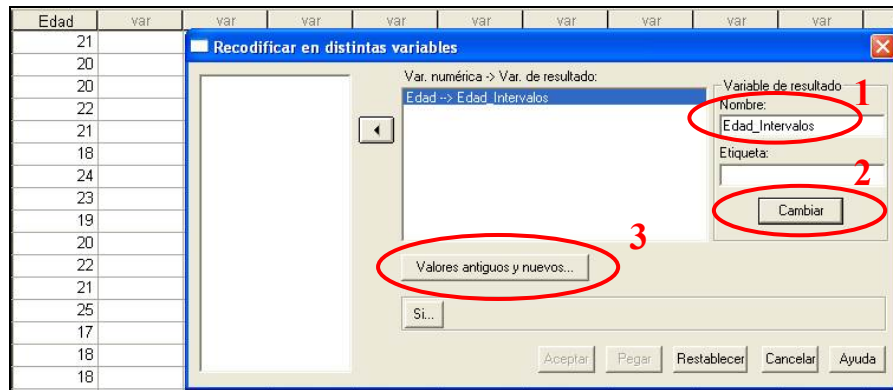 Edad var var var var var var var var
21
20
20
22
21
18
24
23
19
20
22
21
25
17
18
18
Recodificar en distintas variables
Var. numérica -> Var. de resultado:
Edad --> Edad_Intervalos
Variable de resultado
1
Nombre:
Edad_Intervalos
Etiqueta:
2
Cambiar
3
Valores antiguos y nuevos...
Si...
Aceptar Pegar Restablecer Cancelar Ayuda